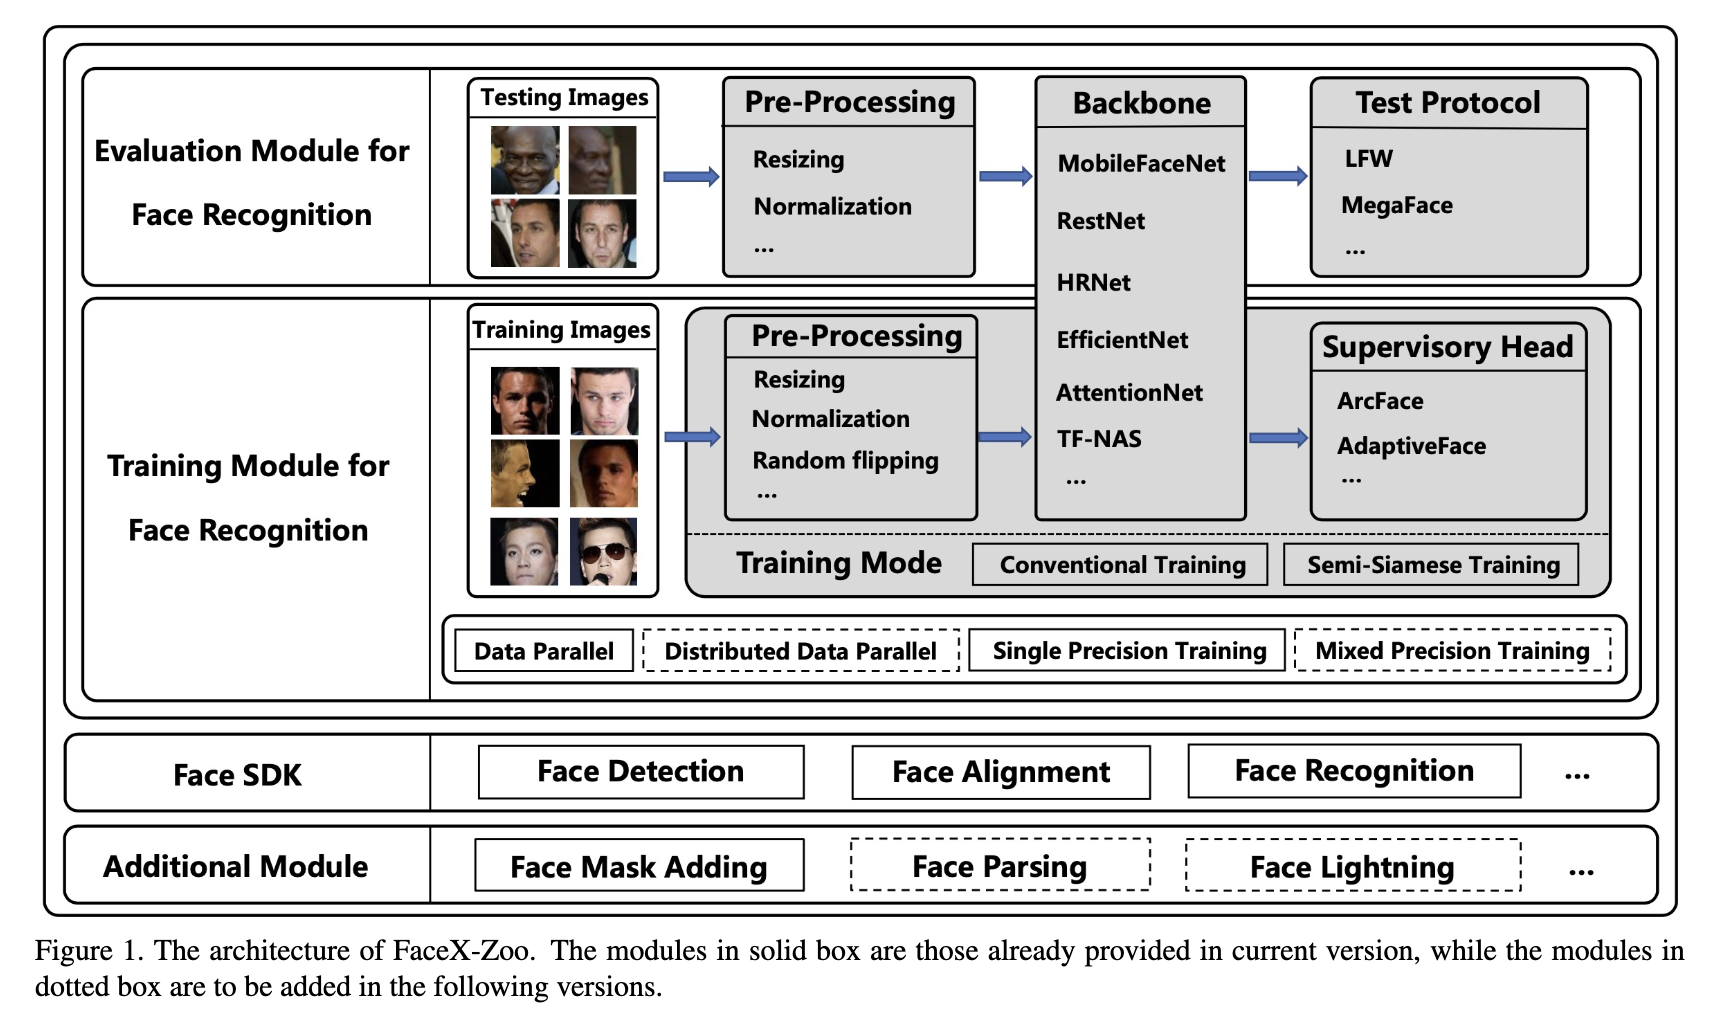 Evaluation Module for
Face Recognition
Testing Images
Pre-Processing
Resizing
Normalization
...
Backbone
MobileFaceNet
RestNet
HRNet
EfficientNet
AttentionNet
TF-NAS
...
Test Protocol
LFW
MegaFace
...
Training Module for
Face Recognition
Training Images
Pre-Processing
Resizing
Normalization
Random flipping
...
Supervisory Head
ArcFace
AdaptiveFace
...
Training Mode
Conventional Training
Semi-Siamese Training
Data Parallel
Distributed Data Parallel
Single Precision Training
Mixed Precision Training
Face SDK
Face Detection
Face Alignment
Face Recognition
...
Additional Module
Face Mask Adding
Face Parsing
Face Lightning
...
Figure 1. The architecture of FaceX-Zoo. The modules in solid box are those already provided in current version, while the modules in
dotted box are to be added in the following versions.